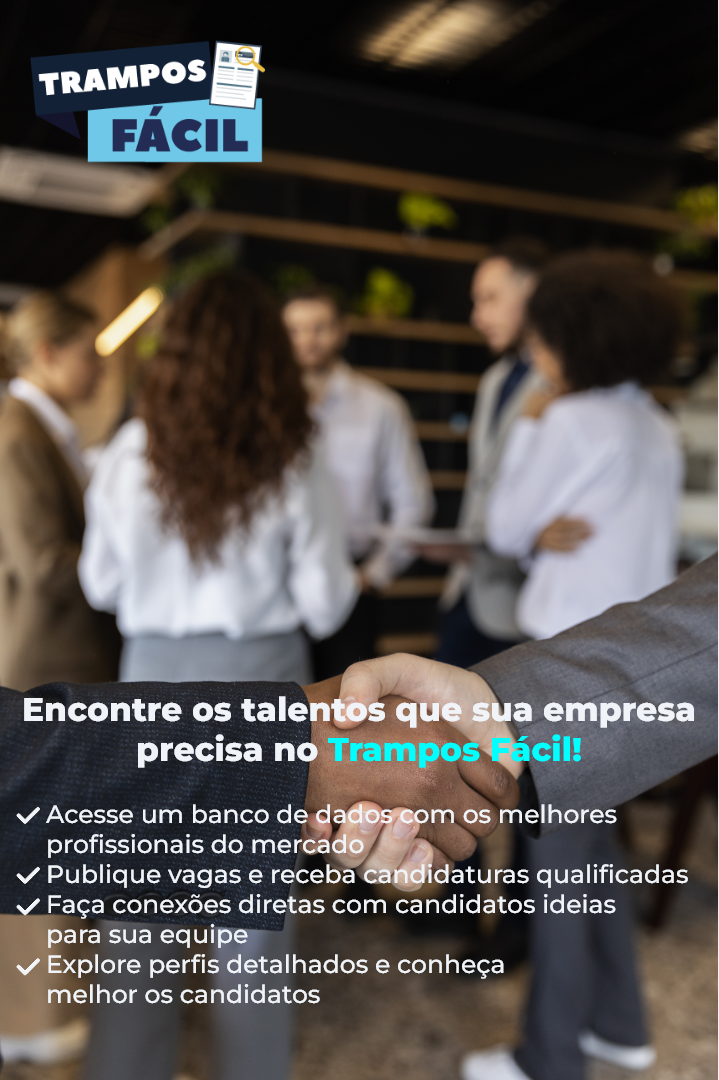 TRAMPOS
FÁCIL
Encontre os talentos que sua empresa
precisa no Trampos Fácil!
Acesse um banco de dados com os melhores
profissionais do mercado
Publique vagas e receba candidaturas qualificadas
Faça conexões diretas com candidatos ideias
para sua equipe
Explore perfis detalhados e conheça
melhor os candidatos